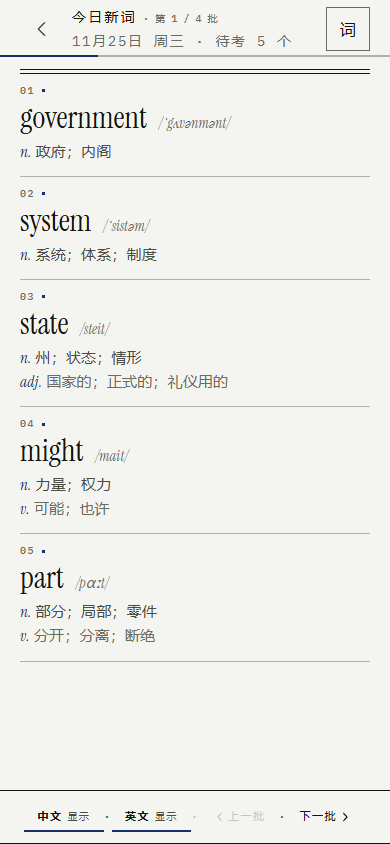 今日新词 · 第 1 / 4 批
11月25日 周三 · 待考 5 个
词
01
government /ˈɡʌvənmənt/
n. 政府；内阁
02
system /ˈsistəm/
n. 系统；体系；制度
03
state /steit/
n. 州；状态；情形
adj. 国家的；正式的；礼仪用的
04
might /mait/
n. 力量；权力
v. 可能；也许
05
part /pɑːt/
n. 部分；局部；零件
v. 分开；分离；断绝
中文 显示 · 英文 显示 · 上一批 · 下一批